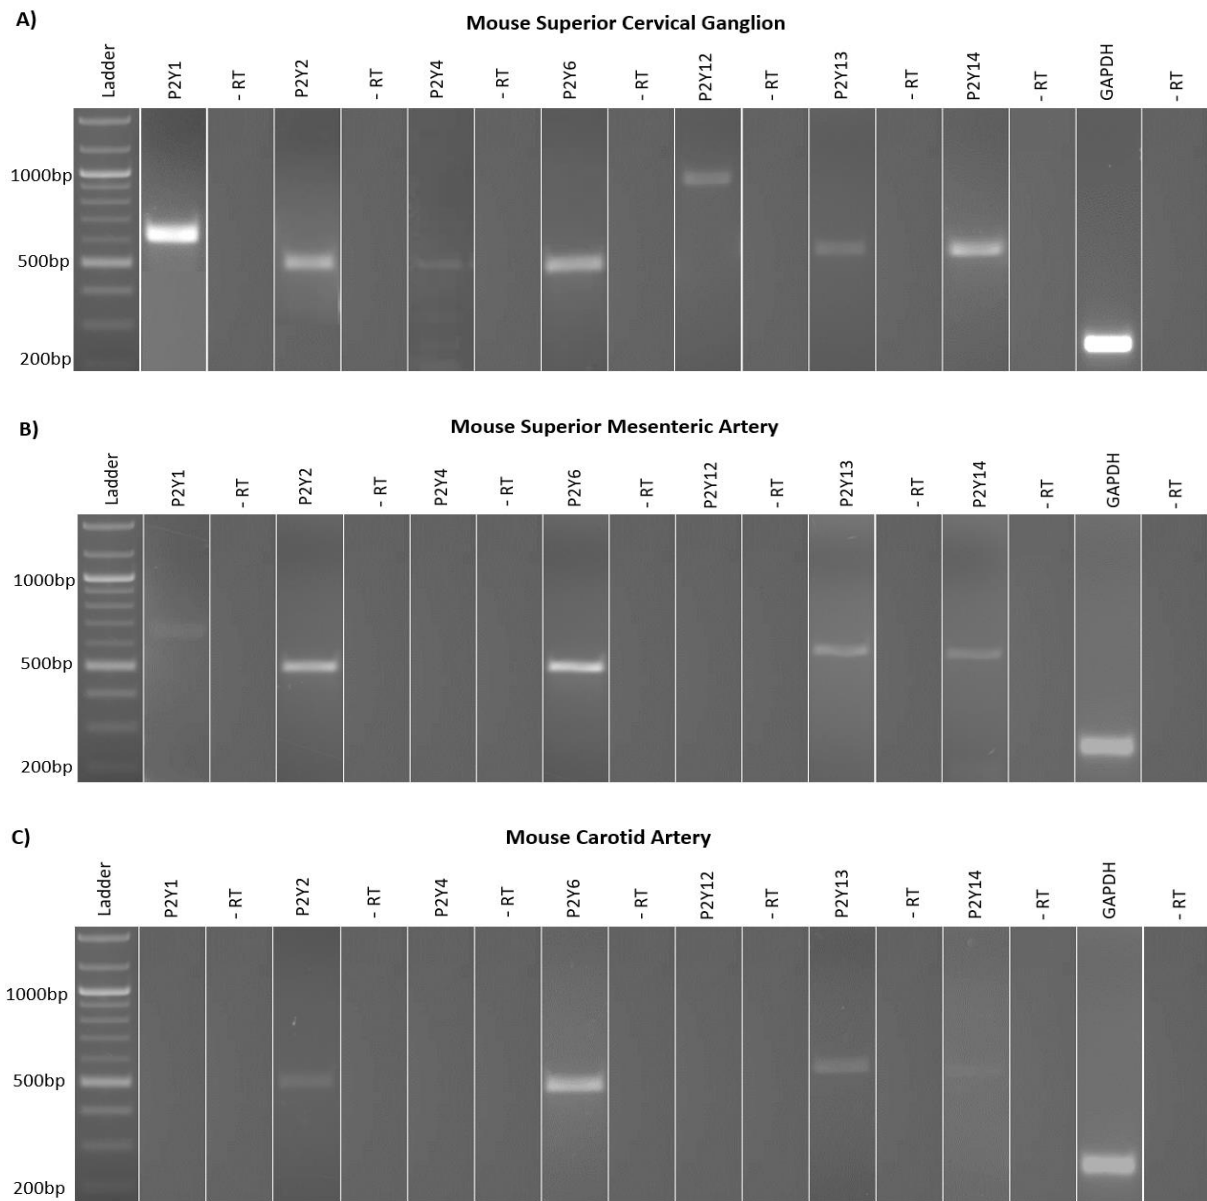 A)
Mouse Superior Cervical Ganglion
Ladder P2Y1 - RT P2Y2 - RT P2Y4 - RT P2Y6 - RT P2Y12 - RT P2Y13 - RT P2Y14 - RT GAPDH - RT
1000bp
500bp
200bp
B)
Mouse Superior Mesenteric Artery
Ladder P2Y1 - RT P2Y2 - RT P2Y4 - RT P2Y6 - RT P2Y12 - RT P2Y13 - RT P2Y14 - RT GAPDH - RT
1000bp
500bp
200bp
C)
Mouse Carotid Artery
Ladder P2Y1 - RT P2Y2 - RT P2Y4 - RT P2Y6 - RT P2Y12 - RT P2Y13 - RT P2Y14 - RT GAPDH - RT
1000bp
500bp
200bp